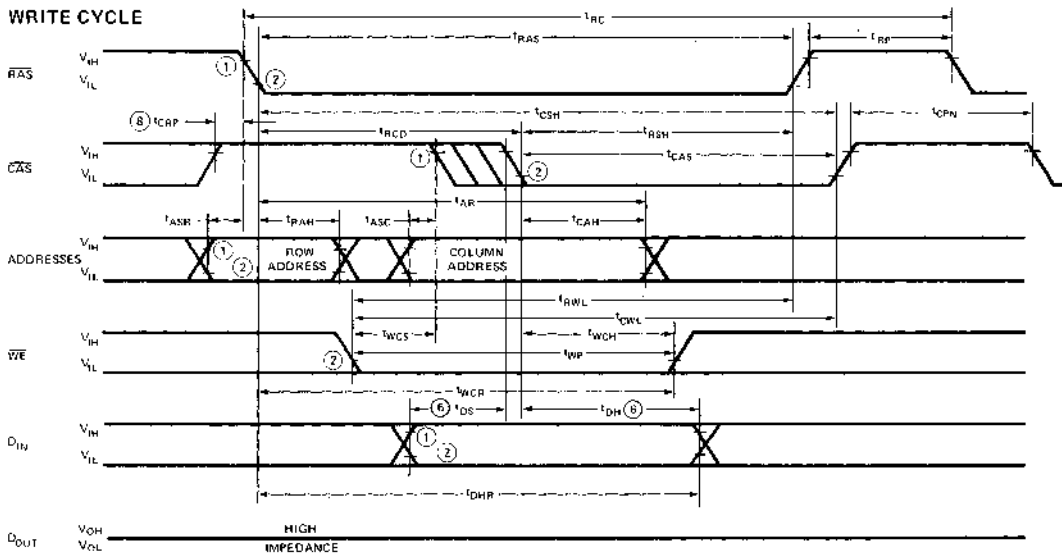 WRITE CYCLE
tRC
tRAS
tRP
RAS
VIH
VIL
①
②
tCSH
⑧ tCRP
tRCD
tRSH
tCPN
CAS
VIH
VIL
①
②
tCAS
tAR
tASR
tRAH
tASC
tCAH
ADDRESSES
VIH
VIL
①
②
ROW
ADDRESS
COLUMN
ADDRESS
tRWL
tCWL
tWCS
tWCH
WE
VIH
VIL
②
tWP
tWCR
⑥ tDS
tDH ⑥
DIN
VIH
VIL
①
②
tDHR
DOUT
VOH
VOL
HIGH
IMPEDANCE